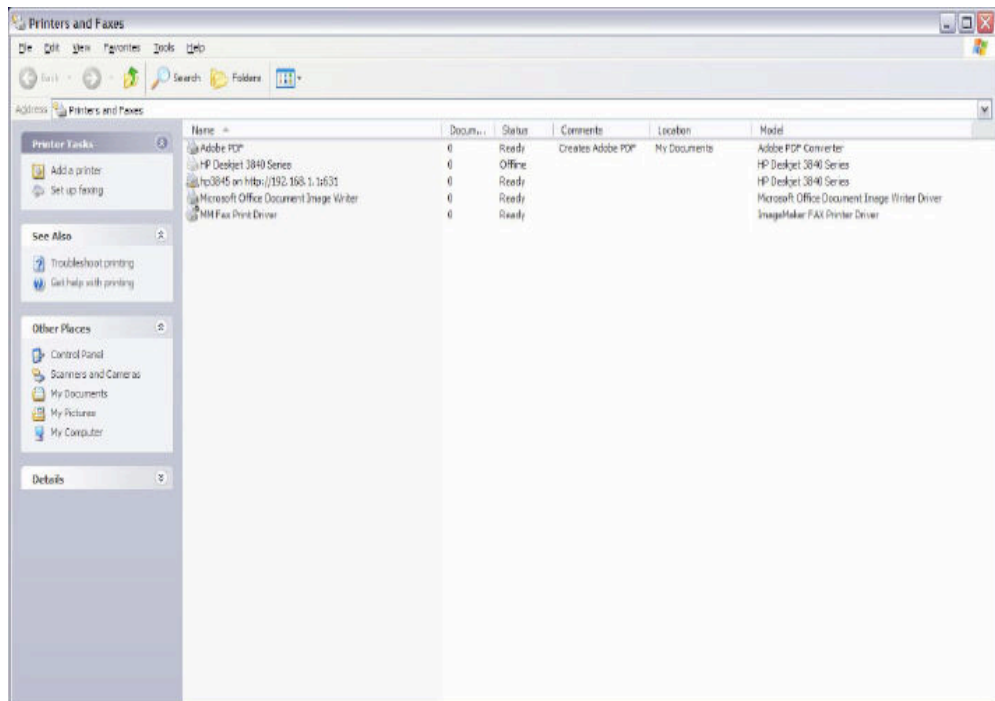 Printers and Faxes
File Edit View Favorites Tools Help
Back Search Folders
Address Printers and Faxes
Printer Tasks
Add a printer
Set up faxing
See Also
Troubleshoot printing
Get help with printing
Other Places
Control Panel
Scanners and Cameras
My Documents
My Pictures
My Computer
Details
Name Docum... Status Comments Location Model
Adobe PDF 0 Ready Creates Adobe PDF My Documents Adobe PDF Converter
HP Deskjet 3840 Series 0 Offline HP Deskjet 3840 Series
hp3845 on http://192.168.1.1:631 0 Ready HP Deskjet 3840 Series
Microsoft Office Document Image Writer 0 Ready Microsoft Office Document Image Writer Driver
MM Fax Print Driver 0 Ready ImageMaker FAX Printer Driver